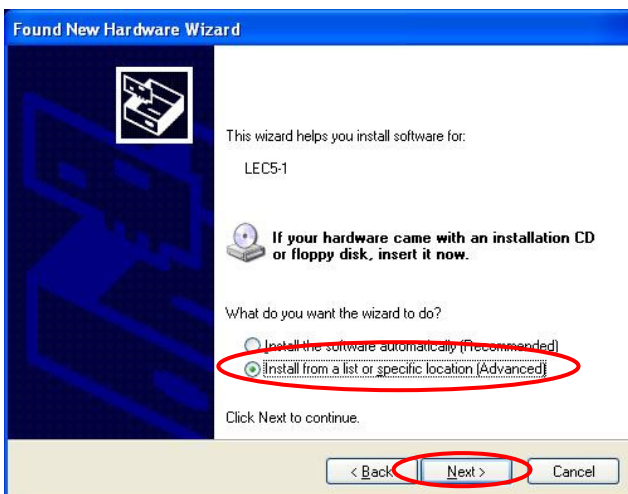 Found New Hardware Wizard
This wizard helps you install software for:
LEC5-1
If your hardware came with an installation CD
or floppy disk, insert it now.
What do you want the wizard to do?
Install the software automatically (Recommended)
Install from a list or specific location (Advanced)
Click Next to continue.
< Back Next > Cancel